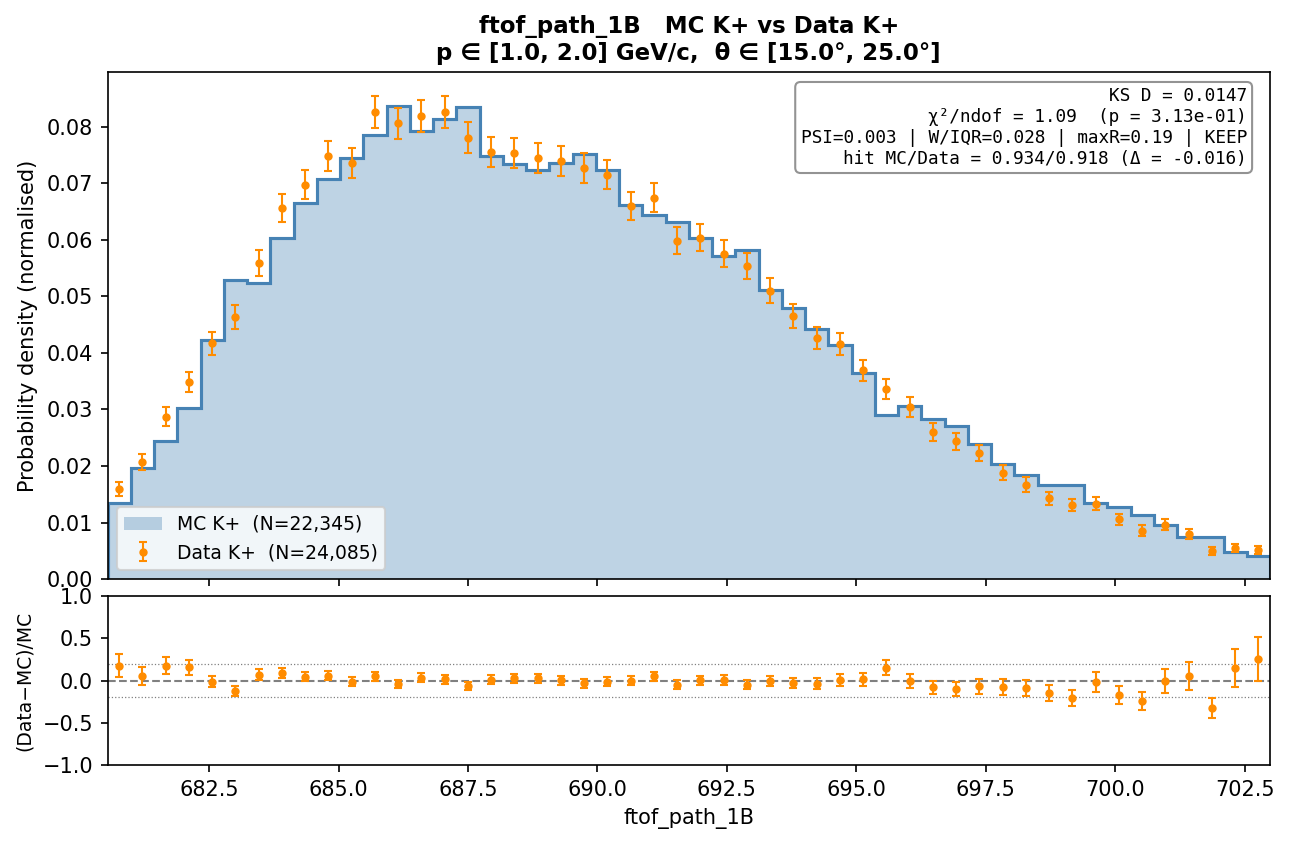 ftof_path_1B   MC K+ vs Data K+
p ∈ [1.0, 2.0] GeV/c,  θ ∈ [15.0°, 25.0°]
KS D = 0.0147
χ²/ndof = 1.09  (p = 3.13e-01)
PSI=0.003 | W/IQR=0.028 | maxR=0.19 | KEEP
hit MC/Data = 0.934/0.918 (Δ = -0.016)
Probability density (normalised)
0.08
0.07
0.06
0.05
0.04
0.03
0.02
0.01
0.00
MC K+  (N=22,345)
Data K+  (N=24,085)
(Data−MC)/MC
1.0
0.5
0.0
−0.5
−1.0
682.5 685.0 687.5 690.0 692.5 695.0 697.5 700.0 702.5
ftof_path_1B